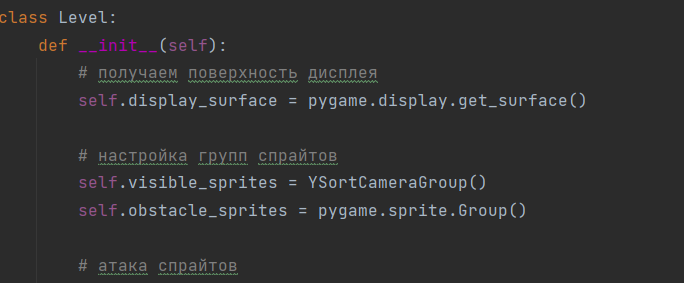 class Level:
def __init__(self):
# получаем поверхность дисплея
self.display_surface = pygame.display.get_surface()
# настройка групп спрайтов
self.visible_sprites = YSortCameraGroup()
self.obstacle_sprites = pygame.sprite.Group()
# атака спрайтов